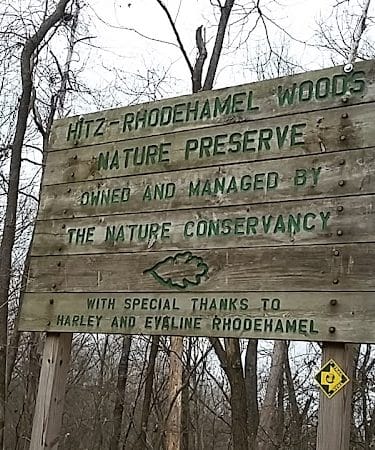 HITZ-RHODEHAMEL WOODS
NATURE PRESERVE
OWNED AND MANAGED BY
THE NATURE CONSERVANCY
WITH SPECIAL THANKS TO
HARLEY AND EVALINE RHODEHAMEL